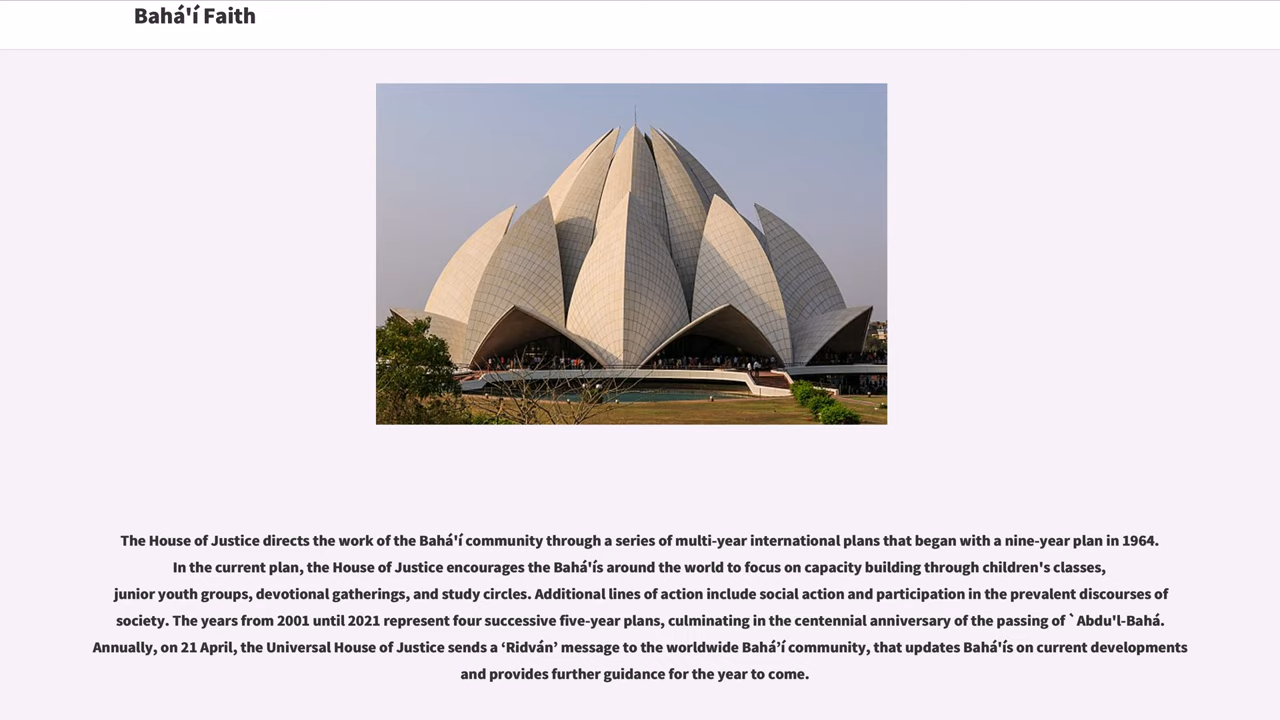 Bahá'í Faith
The House of Justice directs the work of the Bahá'í community through a series of multi-year international plans that began with a nine-year plan in 1964.
In the current plan, the House of Justice encourages the Bahá'ís around the world to focus on capacity building through children's classes,
junior youth groups, devotional gatherings, and study circles. Additional lines of action include social action and participation in the prevalent discourses of
society. The years from 2001 until 2021 represent four successive five-year plans, culminating in the centennial anniversary of the passing of `Abdu'l-Bahá.
Annually, on 21 April, the Universal House of Justice sends a ‘Ridván’ message to the worldwide Bahá’í community, that updates Bahá'ís on current developments
and provides further guidance for the year to come.